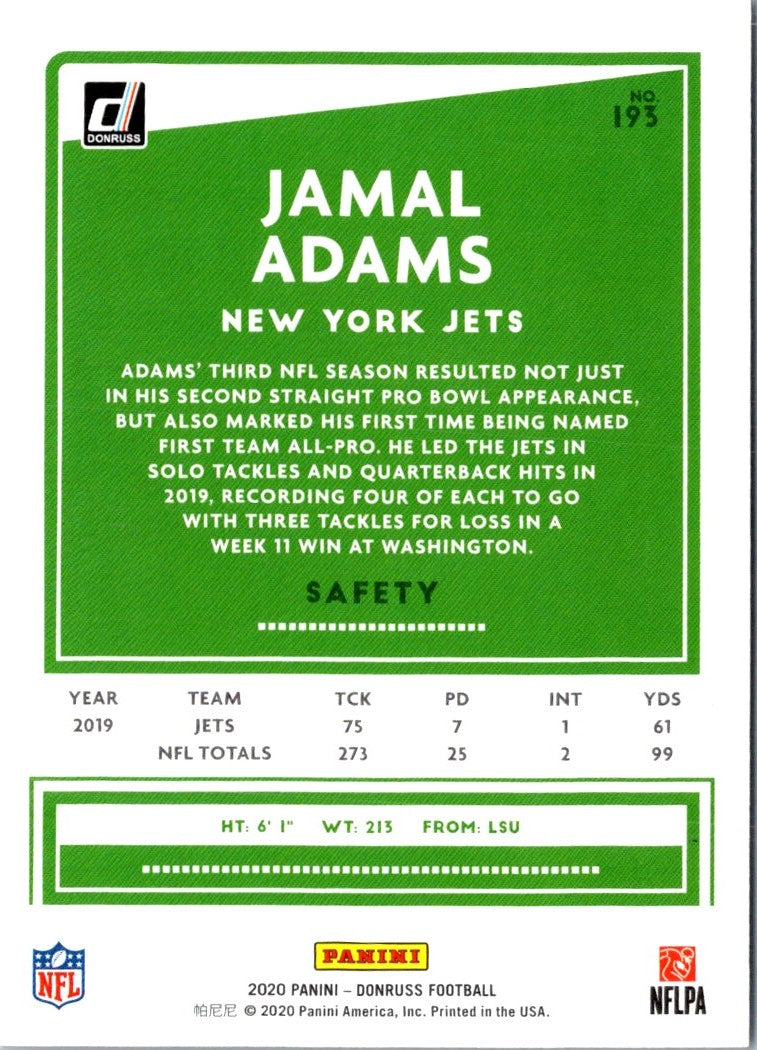 DONRUSS
NO.
193
JAMAL
ADAMS
NEW YORK JETS
ADAMS' THIRD NFL SEASON RESULTED NOT JUST
IN HIS SECOND STRAIGHT PRO BOWL APPEARANCE,
BUT ALSO MARKED HIS FIRST TIME BEING NAMED
FIRST TEAM ALL-PRO. HE LED THE JETS IN
SOLO TACKLES AND QUARTERBACK HITS IN
2019, RECORDING FOUR OF EACH TO GO
WITH THREE TACKLES FOR LOSS IN A
WEEK 11 WIN AT WASHINGTON.
SAFETY
YEAR TEAM TCK PD INT YDS
2019 JETS 75 7 1 61
NFL TOTALS 273 25 2 99
HT: 6' 1" WT: 213 FROM: LSU
PANINI
NFL
2020 PANINI – DONRUSS FOOTBALL
帕尼尼 © 2020 Panini America, Inc. Printed in the USA.
NFLPA